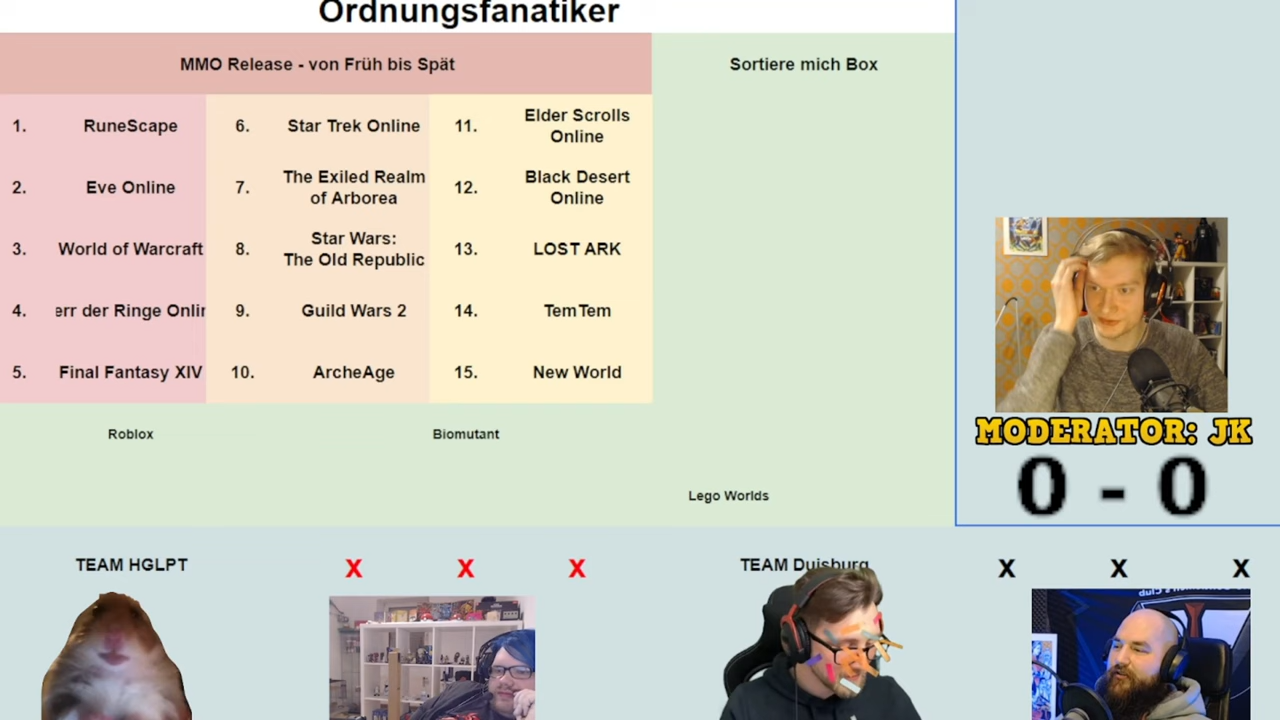 Ordnungsfanatiker
MMO Release - von Früh bis Spät
Sortiere mich Box
1. RuneScape
6. Star Trek Online
11. Elder Scrolls
Online
2. Eve Online
7. The Exiled Realm
of Arborea
12. Black Desert
Online
3. World of Warcraft
8. Star Wars:
The Old Republic
13. LOST ARK
4. err der Ringe Onlin
9. Guild Wars 2
14. TemTem
5. Final Fantasy XIV
10. ArcheAge
15. New World
Roblox
Biomutant
Lego Worlds
MODERATOR: JK
0 - 0
TEAM HGLPT
X X X
TEAM Duisburg
X X X